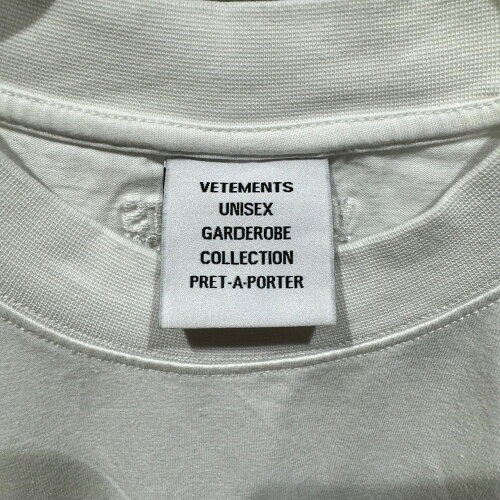 VETEMENTS
UNISEX
GARDEROBE
COLLECTION
PRET-A-PORTER